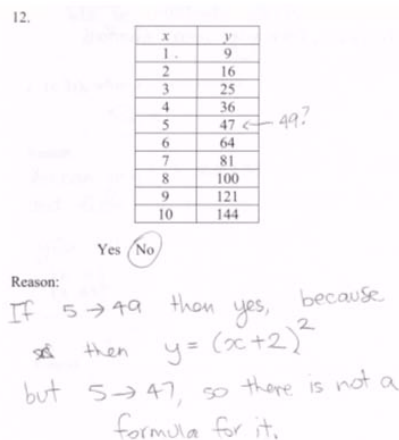 12.
x y
1 9
2 16
3 25
4 36
5 47 ← 49?
6 64
7 81
8 100
9 121
10 144
Yes No
Reason:
If 5 → 49 then yes, because
then y = (x+2)²
but 5 → 47, so there is not a
formula for it.